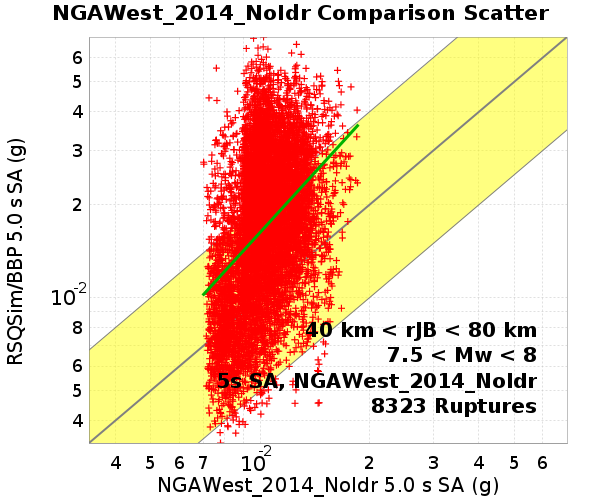 NGAWest_2014_NoIdr Comparison Scatter
RSQSim/BBP 5.0 s SA (g)
6
5
4
3
2
10-2
8
6
5
4
40 km < rJB < 80 km
7.5 < Mw < 8
5s SA, NGAWest_2014_NoIdr
8323 Ruptures
4 5 6 7 10-2 2 3 4 5 6
NGAWest_2014_NoIdr 5.0 s SA (g)